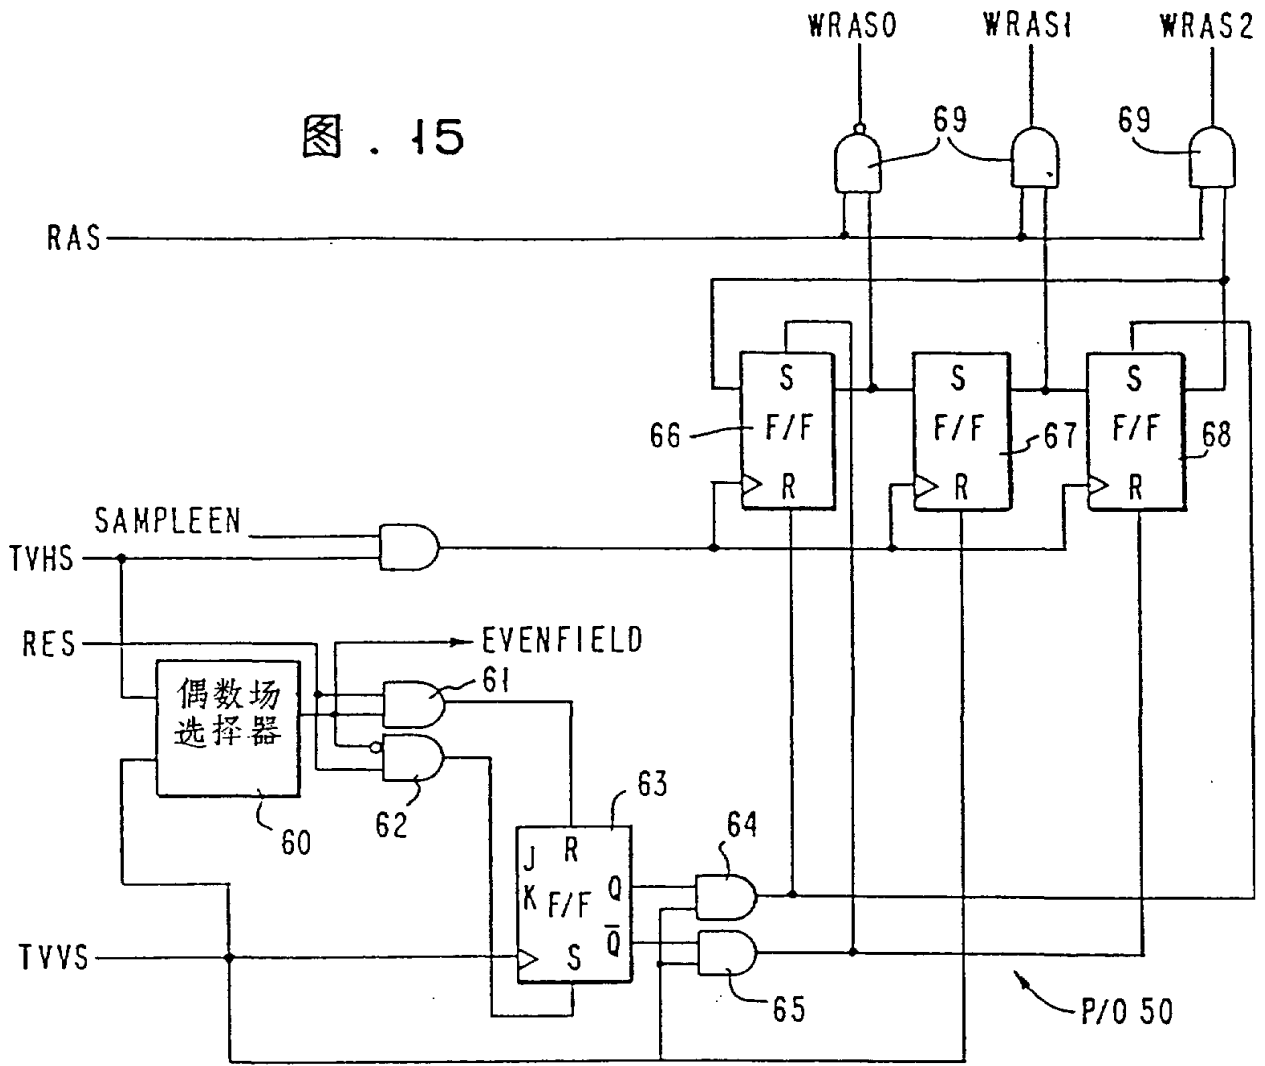 WRAS0 WRAS1 WRAS2
图.15
69 69
RAS
S S S
66 F/F F/F 67 F/F 68
R R R
SAMPLEEN
TVHS
RES
EVENFIELD
61
偶数场
选择器
60
62
63
64
J R
K F/F Q
Q̅
S
TVVS
65
P/O 50